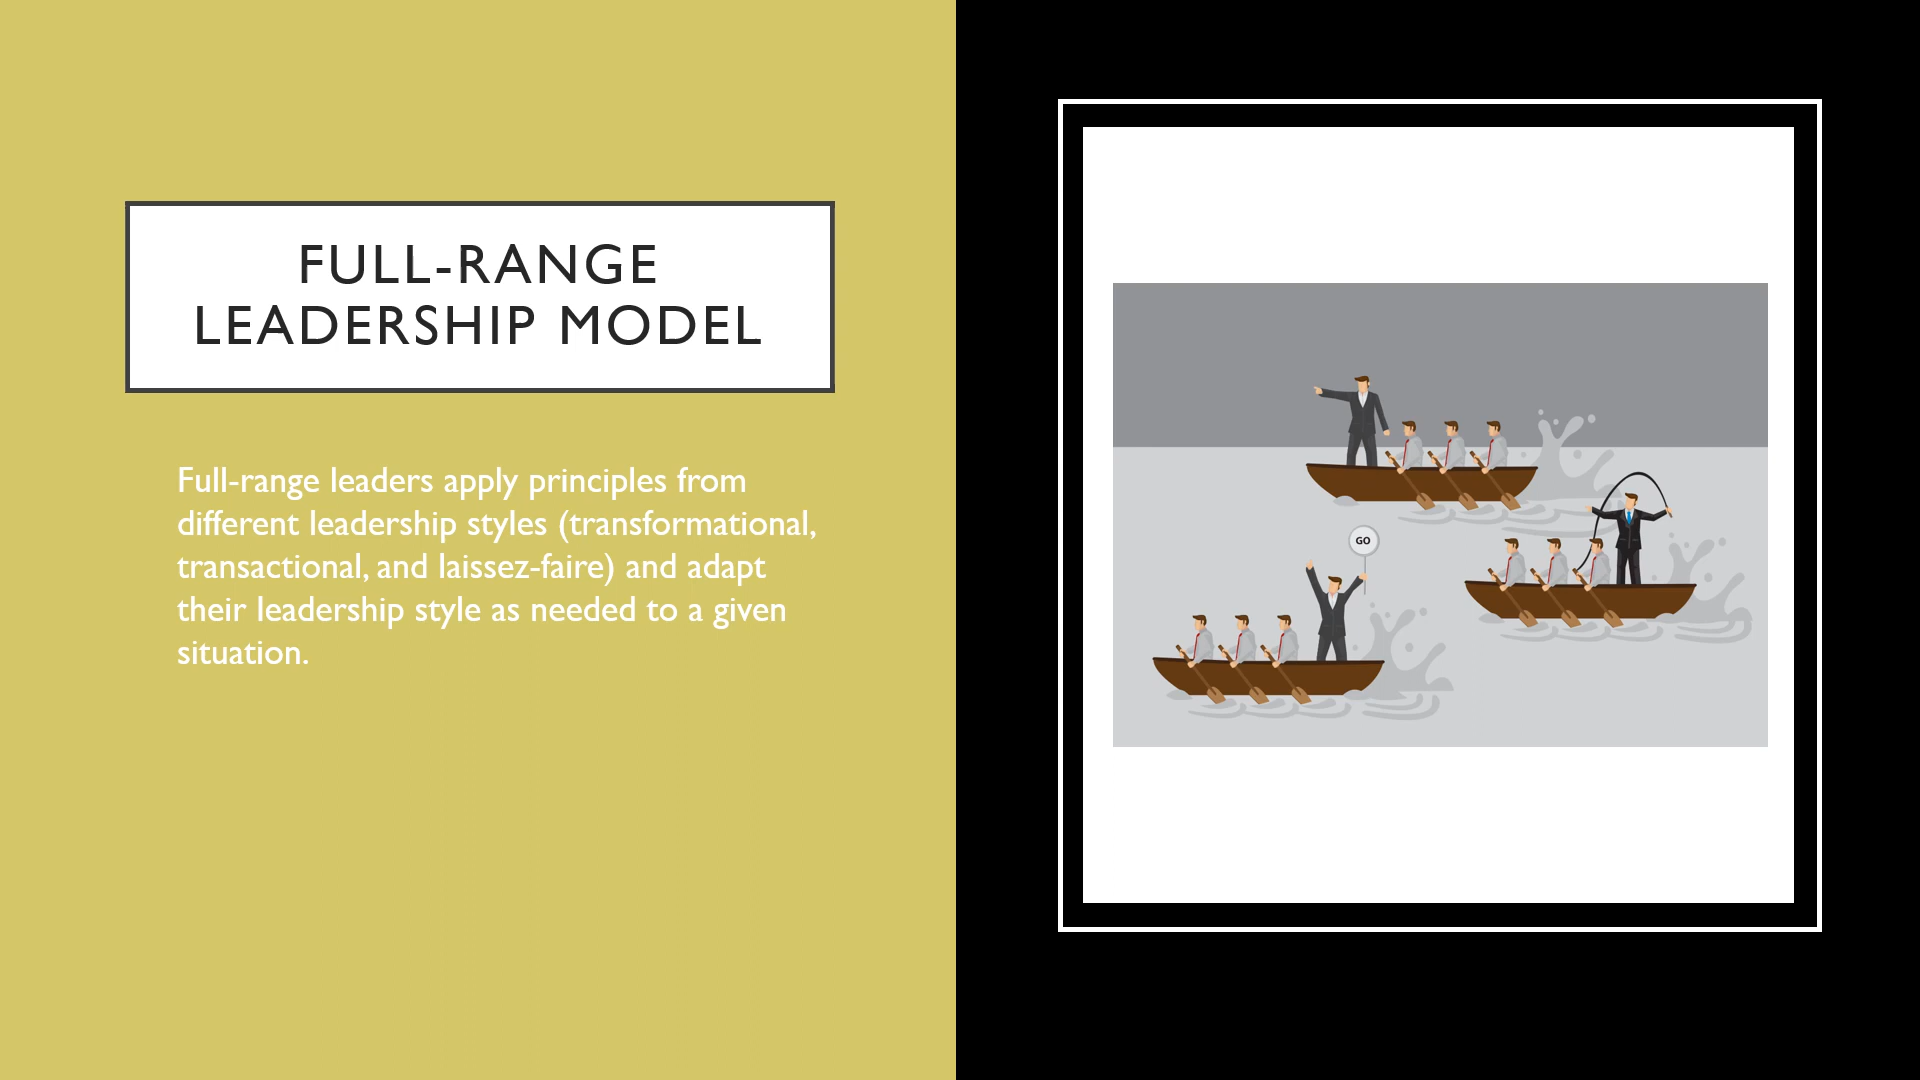 FULL-RANGE
LEADERSHIP MODEL
Full-range leaders apply principles from
different leadership styles (transformational,
transactional, and laissez-faire) and adapt
their leadership style as needed to a given
situation.
GO